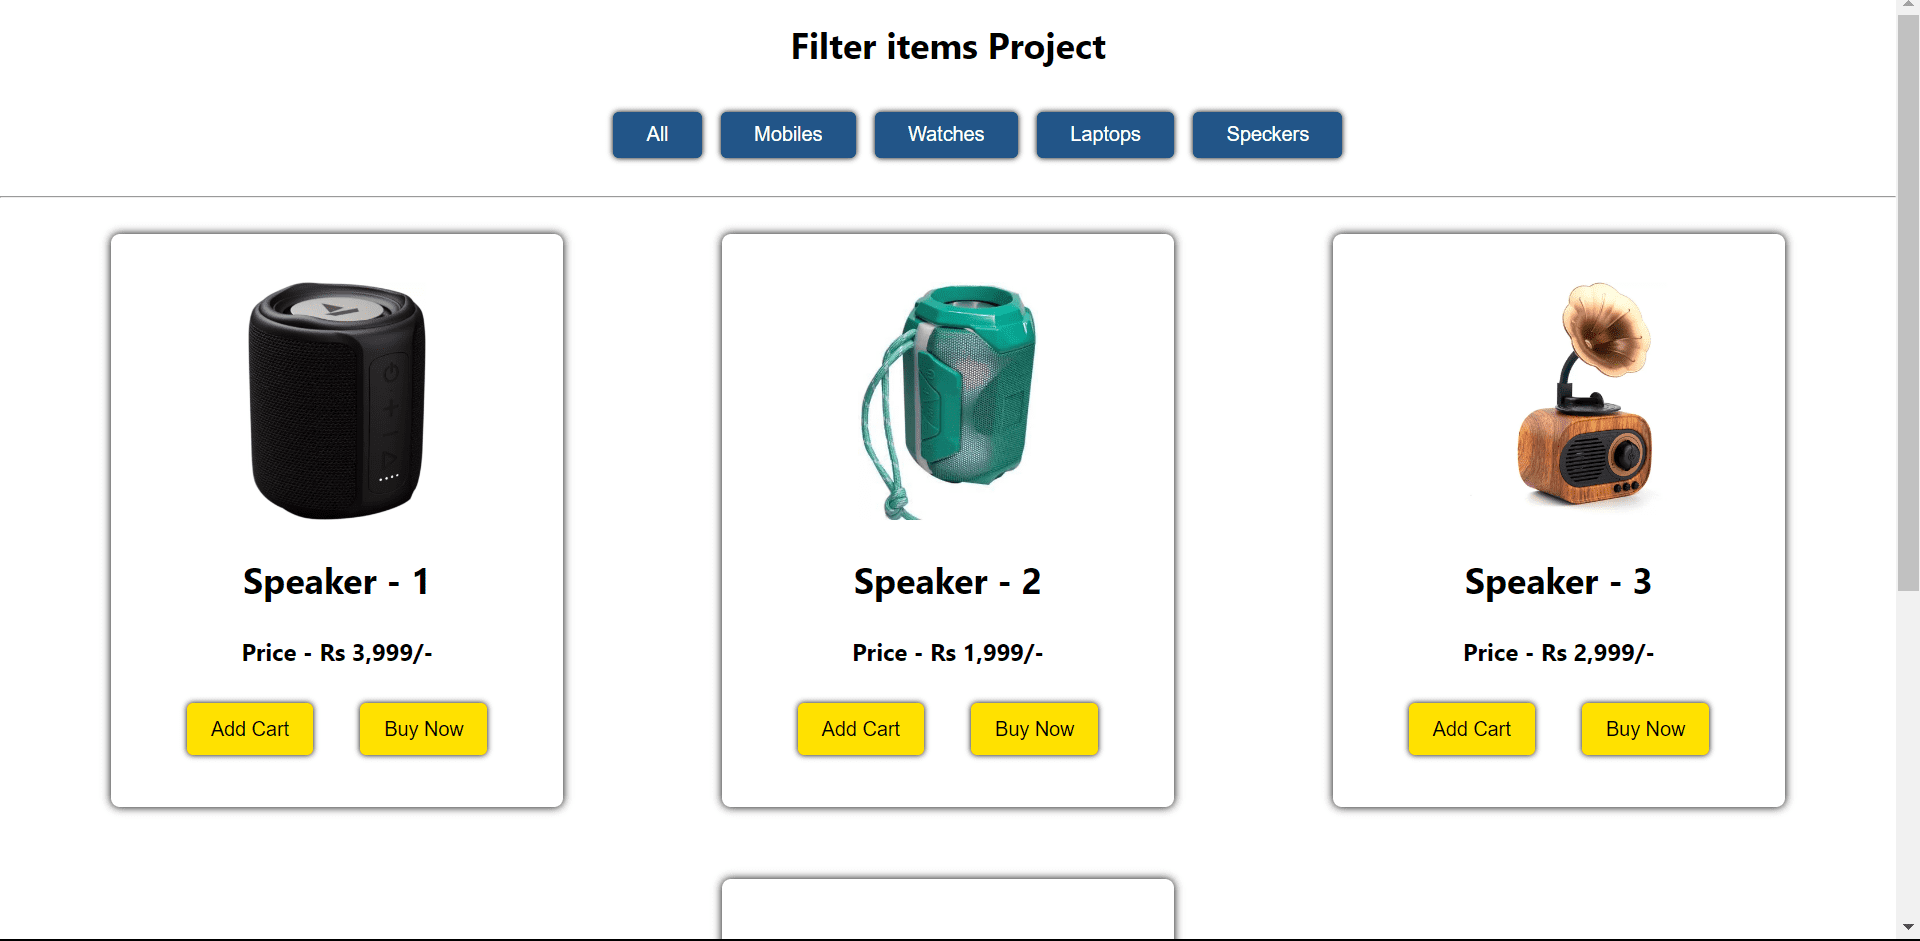 Filter items Project
All Mobiles Watches Laptops Speckers
Speaker - 1 Speaker - 2 Speaker - 3
Price - Rs 3,999/- Price - Rs 1,999/- Price - Rs 2,999/-
Add Cart Buy Now Add Cart Buy Now Add Cart Buy Now